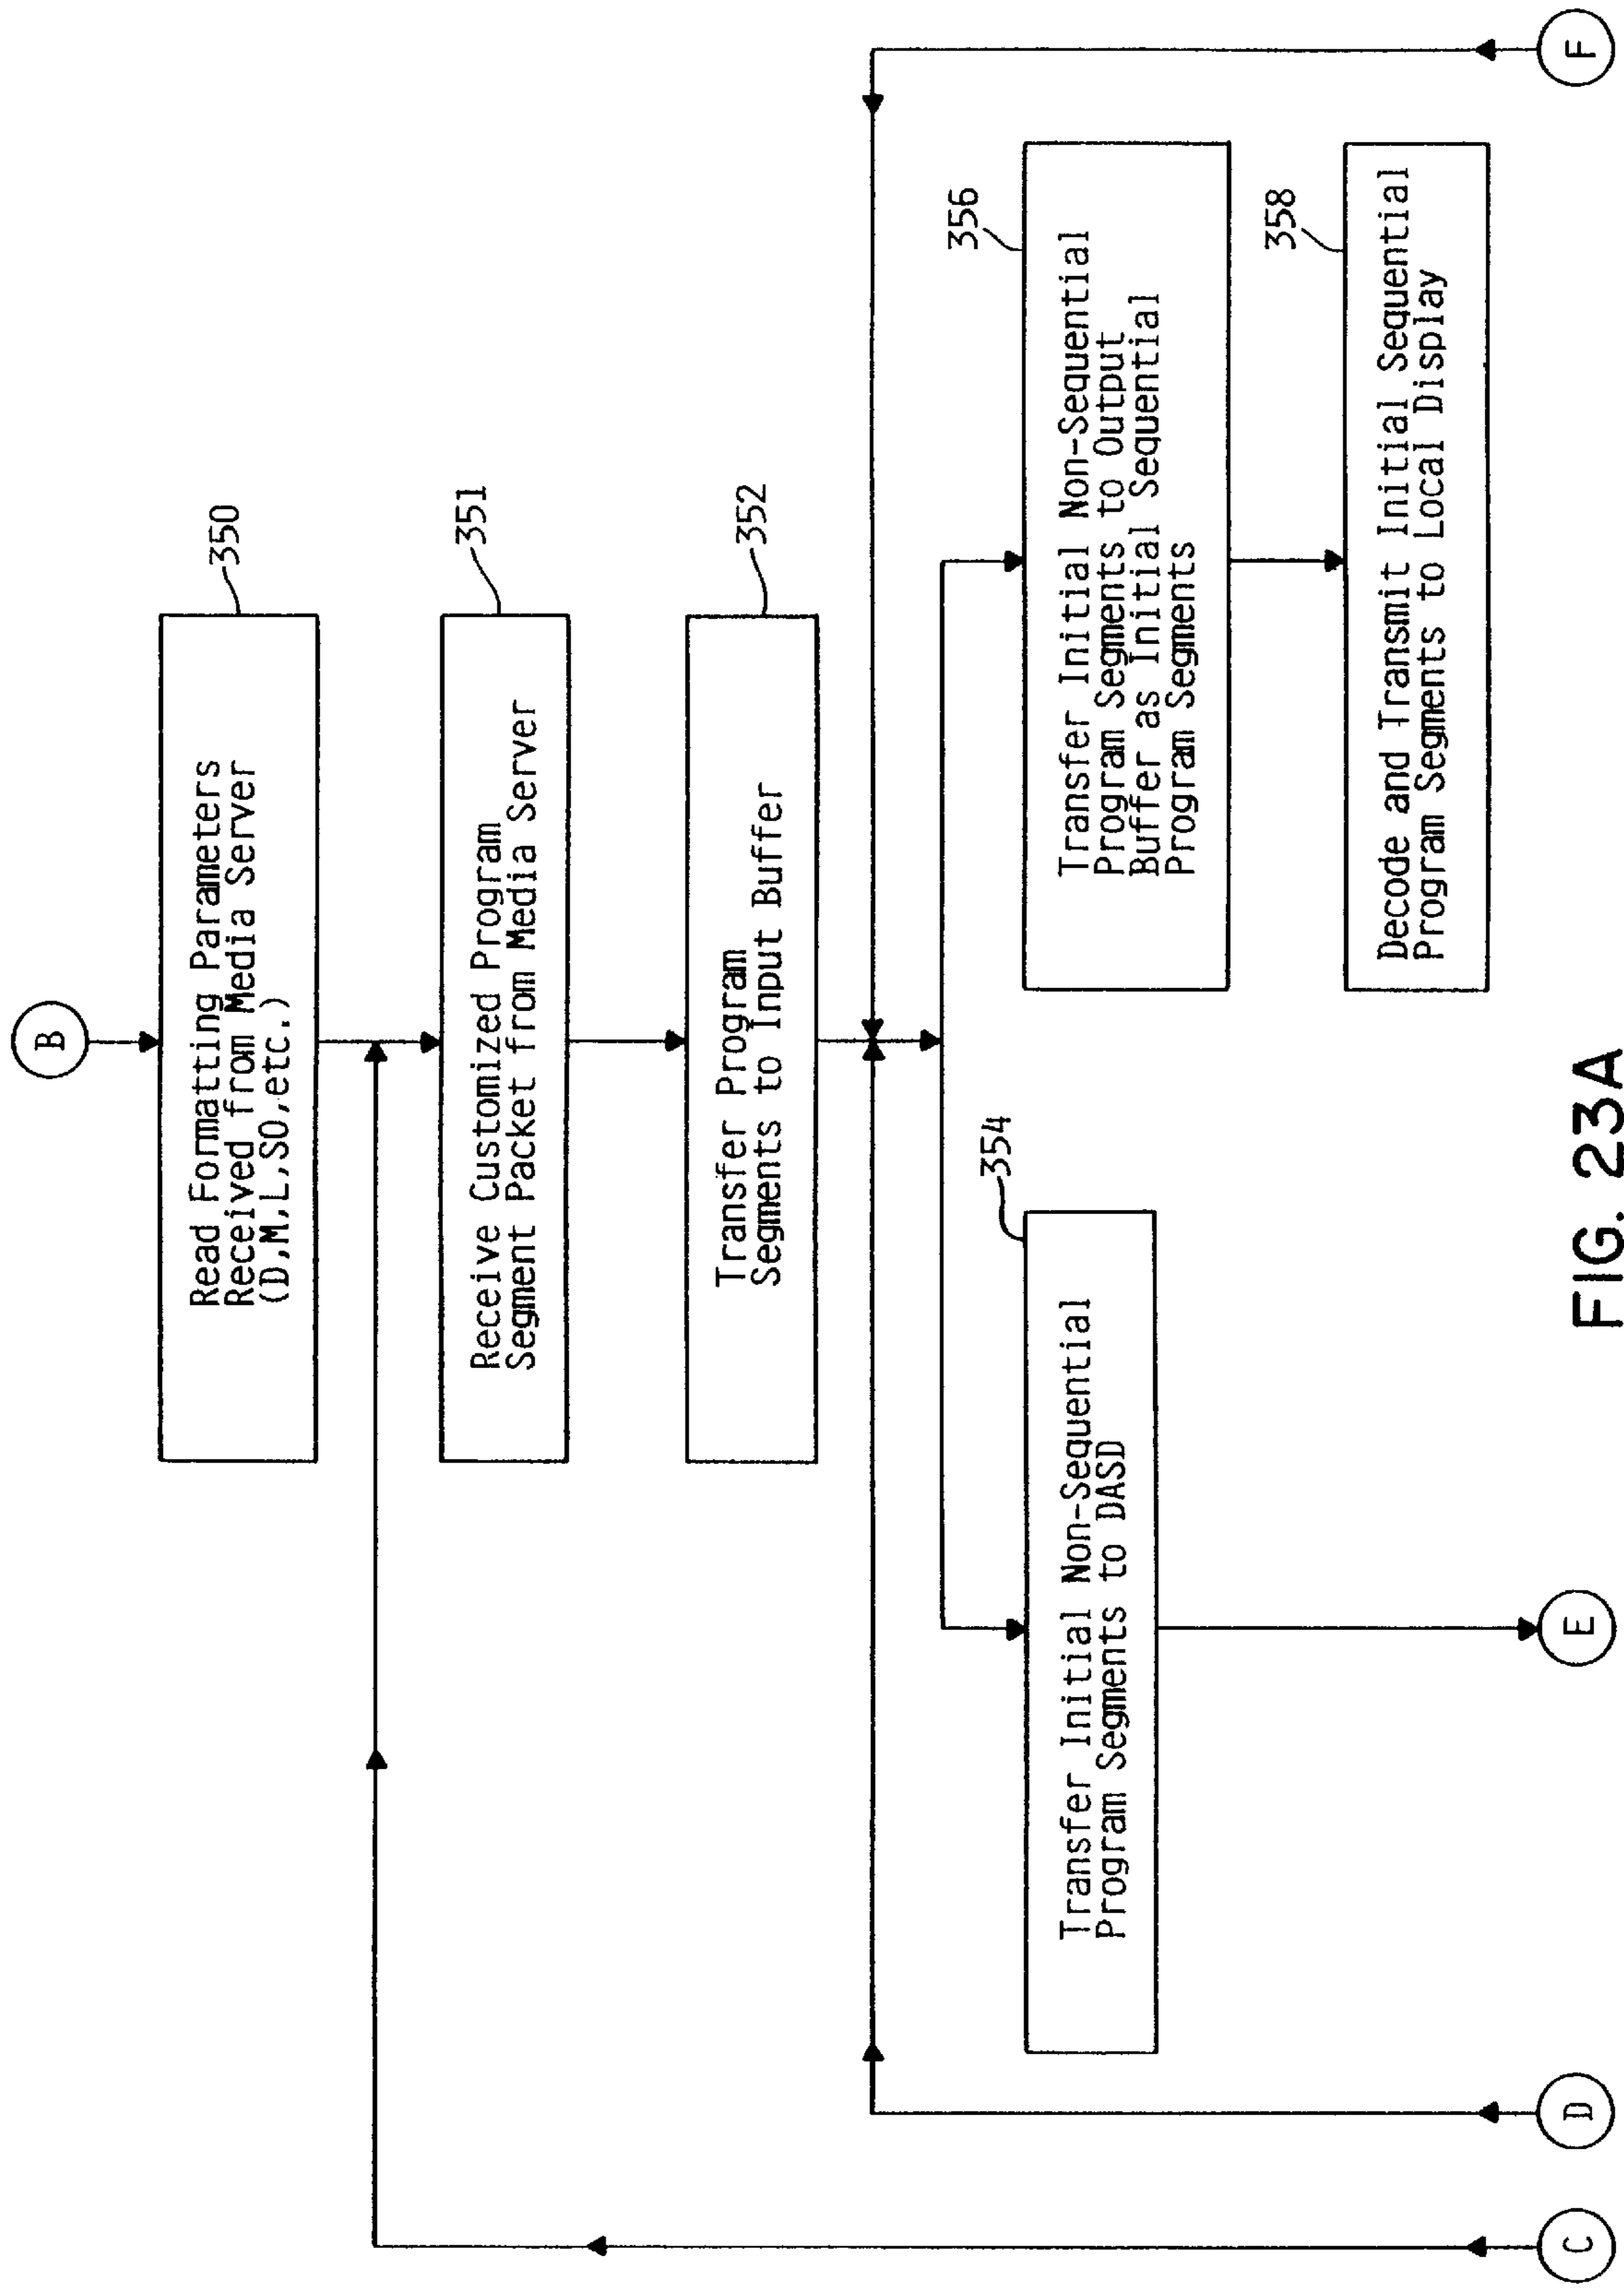 B
350
Read Formatting Parameters
Received from Media Server
(D,M,L,SO,etc.)
351
Receive Customized Program
Segment Packet from Media Server
352
Transfer Program
Segments to Input Buffer
354
Transfer Initial Non-Sequential
Program Segments to DASD
356
Transfer Initial Non-Sequential
Program Segments to Output
Buffer as Initial Sequential
Program Segments
358
Decode and Transmit Initial Sequential
Program Segments to Local Display
C
D
E
F
FIG. 23A